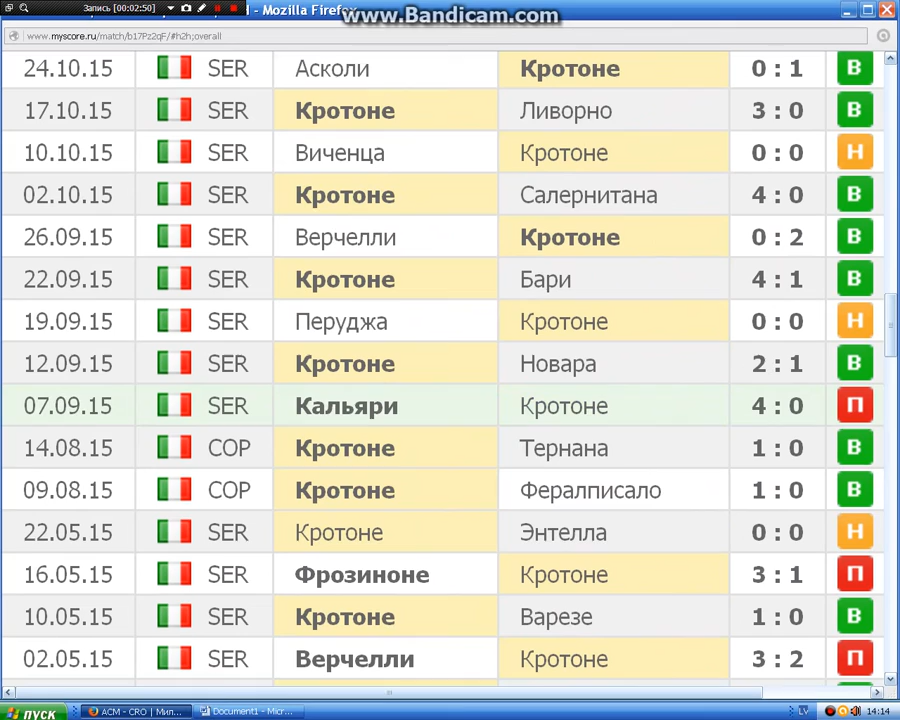 Запись [00:02:50]
- Mozilla Firefox
www.Bandicam.com
www.myscore.ru/match/b17Pz2qF/#h2h;overall
24.10.15 SER Асколи Кротоне 0 : 1 В
17.10.15 SER Кротоне Ливорно 3 : 0 В
10.10.15 SER Виченца Кротоне 0 : 0 Н
02.10.15 SER Кротоне Салернитана 4 : 0 В
26.09.15 SER Верчелли Кротоне 0 : 2 В
22.09.15 SER Кротоне Бари 4 : 1 В
19.09.15 SER Перуджа Кротоне 0 : 0 Н
12.09.15 SER Кротоне Новара 2 : 1 В
07.09.15 SER Кальяри Кротоне 4 : 0 П
14.08.15 COP Кротоне Тернана 1 : 0 В
09.08.15 COP Кротоне Фералписало 1 : 0 В
22.05.15 SER Кротоне Энтелла 0 : 0 Н
16.05.15 SER Фрозиноне Кротоне 3 : 1 П
10.05.15 SER Кротоне Варезе 1 : 0 В
02.05.15 SER Верчелли Кротоне 3 : 2 П
пуск ACM - CRO | Мил... Document1 - Micr... LV 14:14